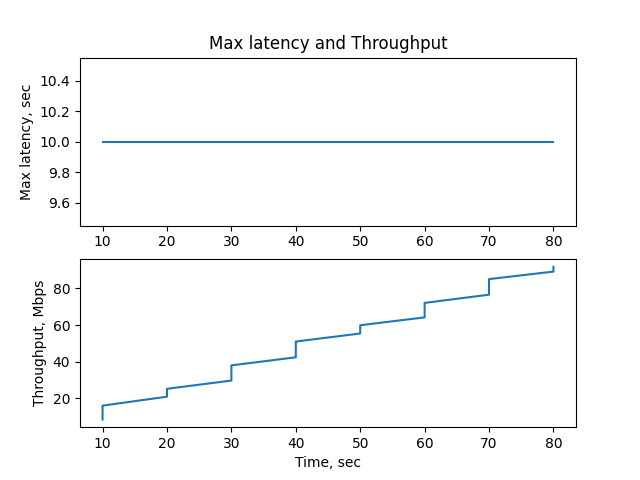 Max latency and Throughput
Max latency, sec
10.4
10.2
10.0
9.8
9.6
10 20 30 40 50 60 70 80
Throughput, Mbps
80
60
40
20
10 20 30 40 50 60 70 80
Time, sec